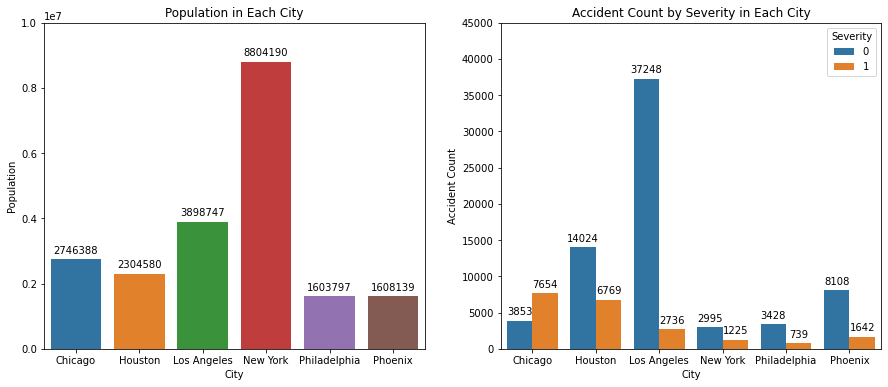 Population in Each City
1e7
1.0
0.8
0.6
0.4
0.2
0.0
Population
2746388
2304580
3898747
8804190
1603797
1608139
Chicago
Houston
Los Angeles
New York
Philadelphia
Phoenix
City
Accident Count by Severity in Each City
45000
40000
35000
30000
25000
20000
15000
10000
5000
0
Accident Count
Severity
0
1
3853
7654
14024
6769
37248
2736
2995
1225
3428
739
8108
1642
Chicago
Houston
Los Angeles
New York
Philadelphia
Phoenix
City